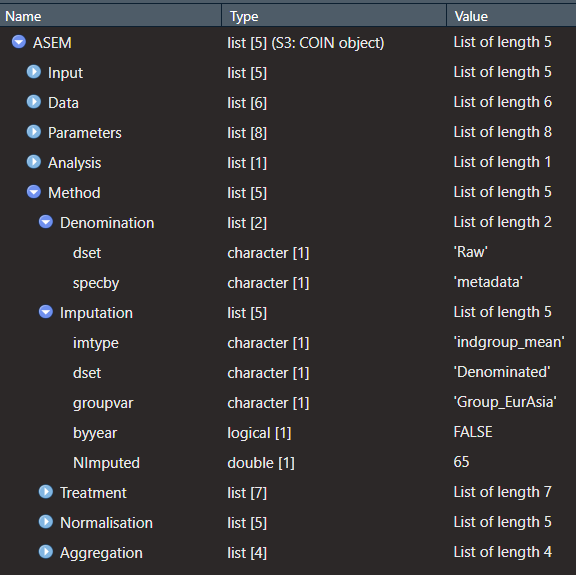 Name Type Value
ASEM list [5] (S3: COIN object) List of length 5
Input list [5] List of length 5
Data list [6] List of length 6
Parameters list [8] List of length 8
Analysis list [1] List of length 1
Method list [5] List of length 5
Denomination list [2] List of length 2
dset character [1] 'Raw'
specby character [1] 'metadata'
Imputation list [5] List of length 5
imtype character [1] 'indgroup_mean'
dset character [1] 'Denominated'
groupvar character [1] 'Group_EurAsia'
byyear logical [1] FALSE
NImputed double [1] 65
Treatment list [7] List of length 7
Normalisation list [5] List of length 5
Aggregation list [4] List of length 4